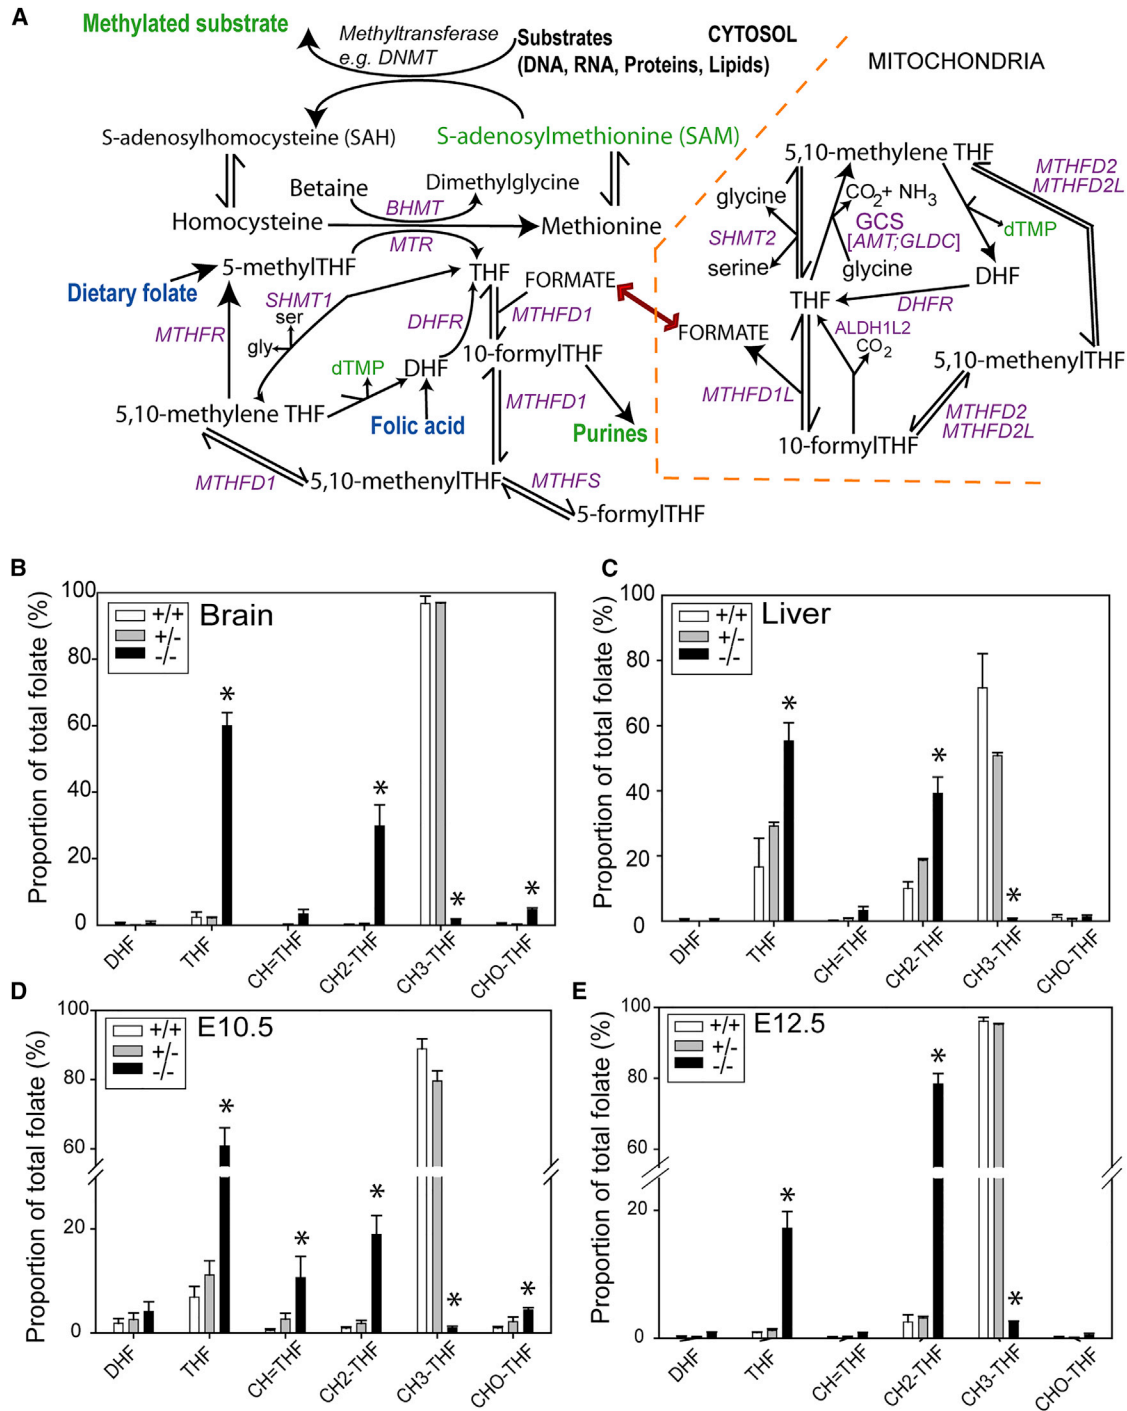 A
Methylated substrate
Methyltransferase
e.g. DNMT
Substrates
(DNA, RNA, Proteins, Lipids)
CYTOSOL
MITOCHONDRIA
S-adenosylhomocysteine (SAH)
S-adenosylmethionine (SAM)
Betaine
Dimethylglycine
BHMT
Homocysteine
Methionine
MTR
5-methylTHF
THF
FORMATE
Dietary folate
SHMT1
ser
gly
MTHFR
DHFR
MTHFD1
10-formylTHF
dTMP
DHF
5,10-methylene THF
Folic acid
MTHFD1
Purines
MTHFD1
5,10-methenylTHF
MTHFS
5-formylTHF
5,10-methylene THF
MTHFD2
MTHFD2L
glycine
CO2+ NH3
GCS
[AMT;GLDC]
SHMT2
serine
glycine
dTMP
DHF
THF
DHFR
FORMATE
ALDH1L2
CO2
5,10-methenylTHF
MTHFD1L
MTHFD2
MTHFD2L
10-formylTHF
B
Brain
+/+
+/-
-/-
Proportion of total folate (%)
100
80
60
40
20
0
*
*
*
*
DHF
THF
CH=THF
CH2-THF
CH3-THF
CHO-THF
C
Liver
+/+
+/-
-/-
Proportion of total folate (%)
100
80
60
40
20
0
*
*
*
DHF
THF
CH=THF
CH2-THF
CH3-THF
CHO-THF
D
E10.5
+/+
+/-
-/-
Proportion of total folate (%)
100
80
60
20
0
*
*
*
*
*
DHF
THF
CH=THF
CH2-THF
CH3-THF
CHO-THF
E
E12.5
+/+
+/-
-/-
Proportion of total folate (%)
100
80
60
20
0
*
*
*
DHF
THF
CH=THF
CH2-THF
CH3-THF
CHO-THF